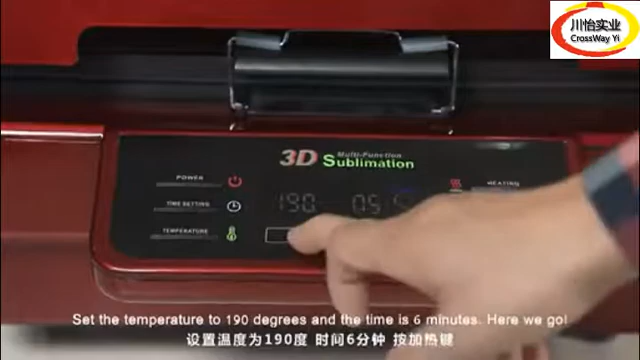 川怡实业
CrossWay Yi
3D Multi-Function
Sublimation
POWER
HEATING
TIME SETTING
190
TEMPERATURE
Set the temperature to 190 degrees and the time is 6 minutes. Here we go!
设置温度为190度 时间6分钟 按加热键